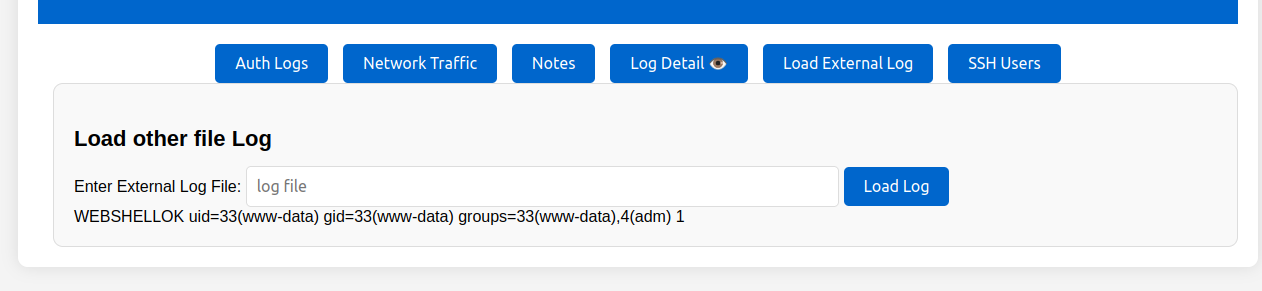 Auth Logs Network Traffic Notes Log Detail 👁️ Load External Log SSH Users
Load other file Log
Enter External Log File: log file Load Log
WEBSHELLOK uid=33(www-data) gid=33(www-data) groups=33(www-data),4(adm) 1